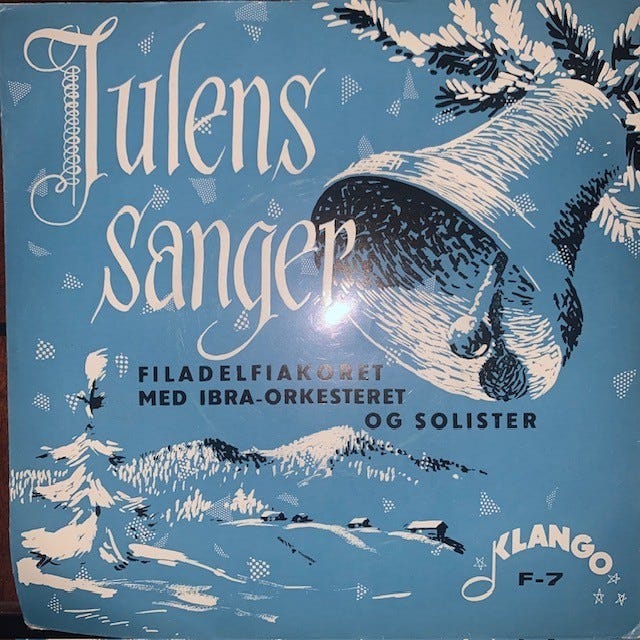 Julens
sanger
FILADELFIAKORET
MED IBRA-ORKESTERET
OG SOLISTER
KLANGO
F-7